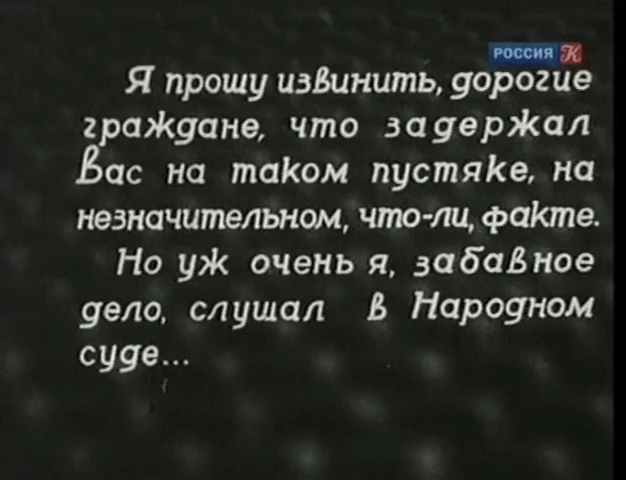 РОССИЯ К
Я прошу извинить, дорогие
граждане, что задержал
Вас на таком пустяке, на
незначительном, что-ли, факте.
Но уж очень я, забавное
дело, слушал в Народном
суде...